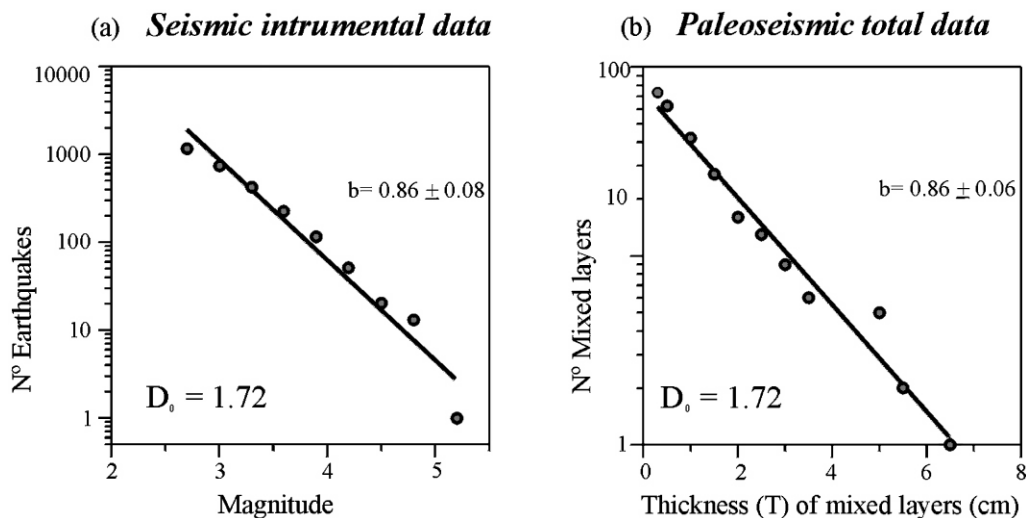 (a) Seismic intrumental data
10000
1000
100
10
1
Nº Earthquakes
b= 0.86 ± 0.08
D₀ = 1.72
2 3 4 5
Magnitude
(b) Paleoseismic total data
100
10
1
Nº Mixed layers
b= 0.86 ± 0.06
D₀ = 1.72
0 2 4 6 8
Thickness (T) of mixed layers (cm)